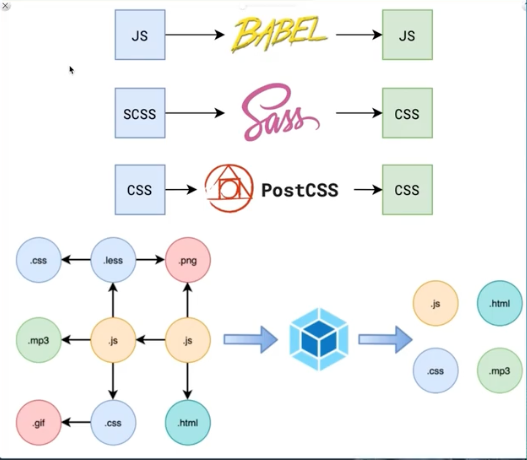 JS BABEL JS
SCSS Sass CSS
CSS PostCSS CSS
.css .less .png
.js .html
.mp3 .js .js
.css .mp3
.gif .css .html